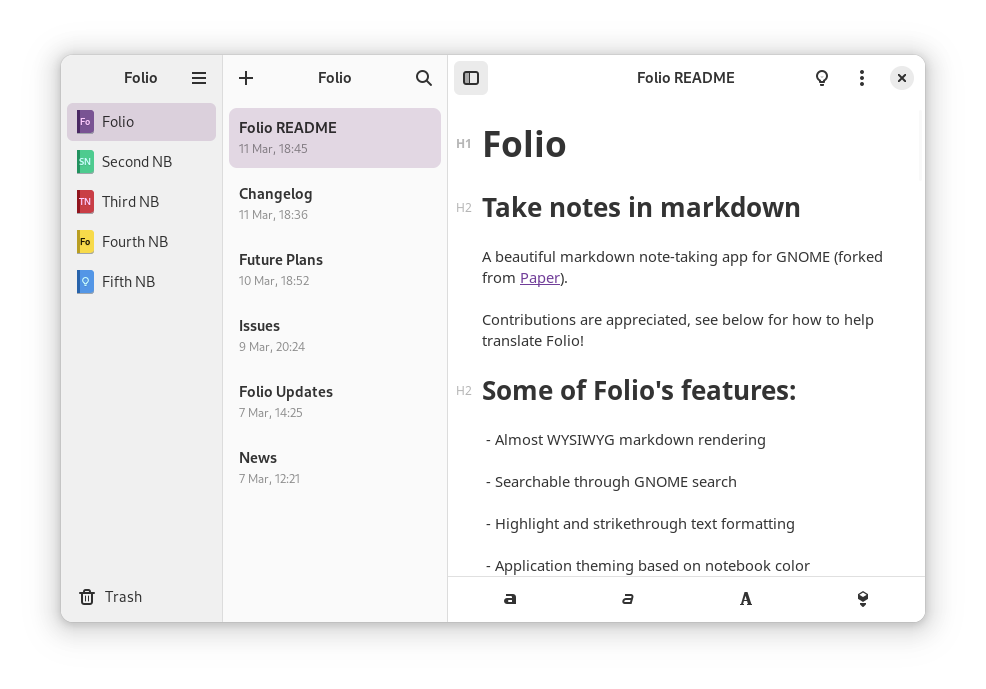 Folio
Fo Folio
SN Second NB
TN Third NB
Fo Fourth NB
Fifth NB
Trash
Folio
Folio README
11 Mar, 18:45
Changelog
11 Mar, 18:36
Future Plans
10 Mar, 18:52
Issues
9 Mar, 20:24
Folio Updates
7 Mar, 14:25
News
7 Mar, 12:21
Folio README
H1 Folio
H2 Take notes in markdown
A beautiful markdown note-taking app for GNOME (forked
from Paper).
Contributions are appreciated, see below for how to help
translate Folio!
H2 Some of Folio's features:
- Almost WYSIWYG markdown rendering
- Searchable through GNOME search
- Highlight and strikethrough text formatting
- Application theming based on notebook color
a a A